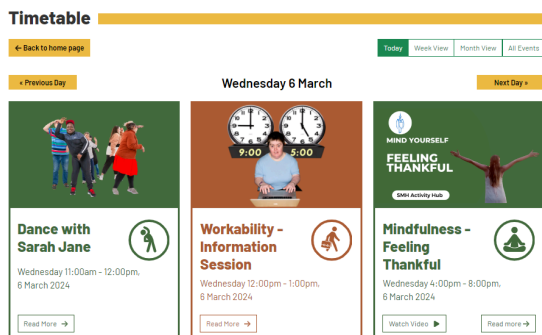 Timetable
← Back to home page
Today Week View Month View All Events
« Previous Day
Wednesday 6 March
Next Day »
9:00 5:00
MIND YOURSELF
FEELING
THANKFUL
SMH Activity Hub
Dance with
Sarah Jane
Wednesday 11:00am - 12:00pm,
6 March 2024
Read More →
Workability -
Information
Session
Wednesday 12:00pm - 1:00pm,
6 March 2024
Read More →
Mindfulness -
Feeling
Thankful
Wednesday 4:00pm - 8:00pm,
6 March 2024
Watch Video ▶
Read more →